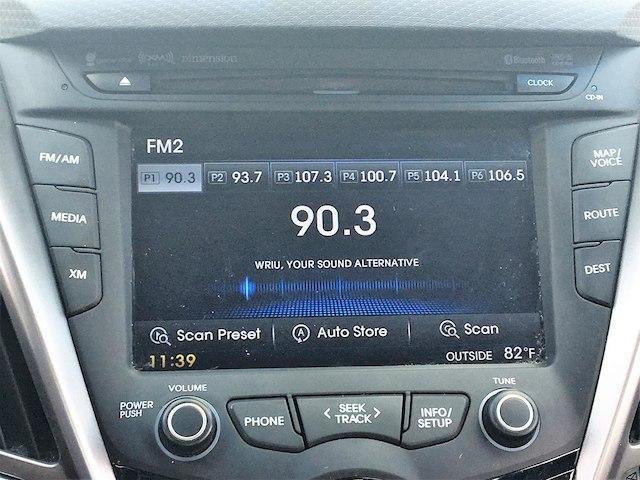 ((XM)) Dimension Bluetooth
CLOCK
CD-IN
FM/AM
MEDIA
XM
FM2
P1 90.3 P2 93.7 P3 107.3 P4 100.7 P5 104.1 P6 106.5
90.3
WRIU, YOUR SOUND ALTERNATIVE
Scan Preset Auto Store Scan
11:39 OUTSIDE 82°F
MAP/
VOICE
ROUTE
DEST
POWER
PUSH
VOLUME
PHONE
< SEEK >
TRACK
INFO/
SETUP
TUNE